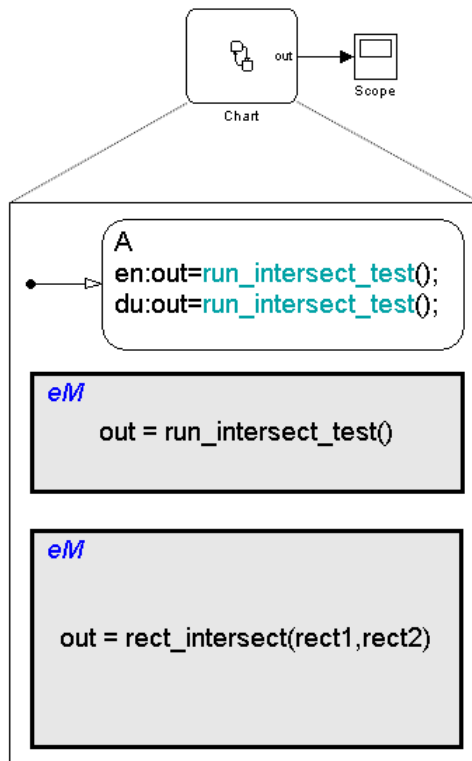 out
Scope
Chart
A
en:out=run_intersect_test();
du:out=run_intersect_test();
eM
out = run_intersect_test()
eM
out = rect_intersect(rect1,rect2)